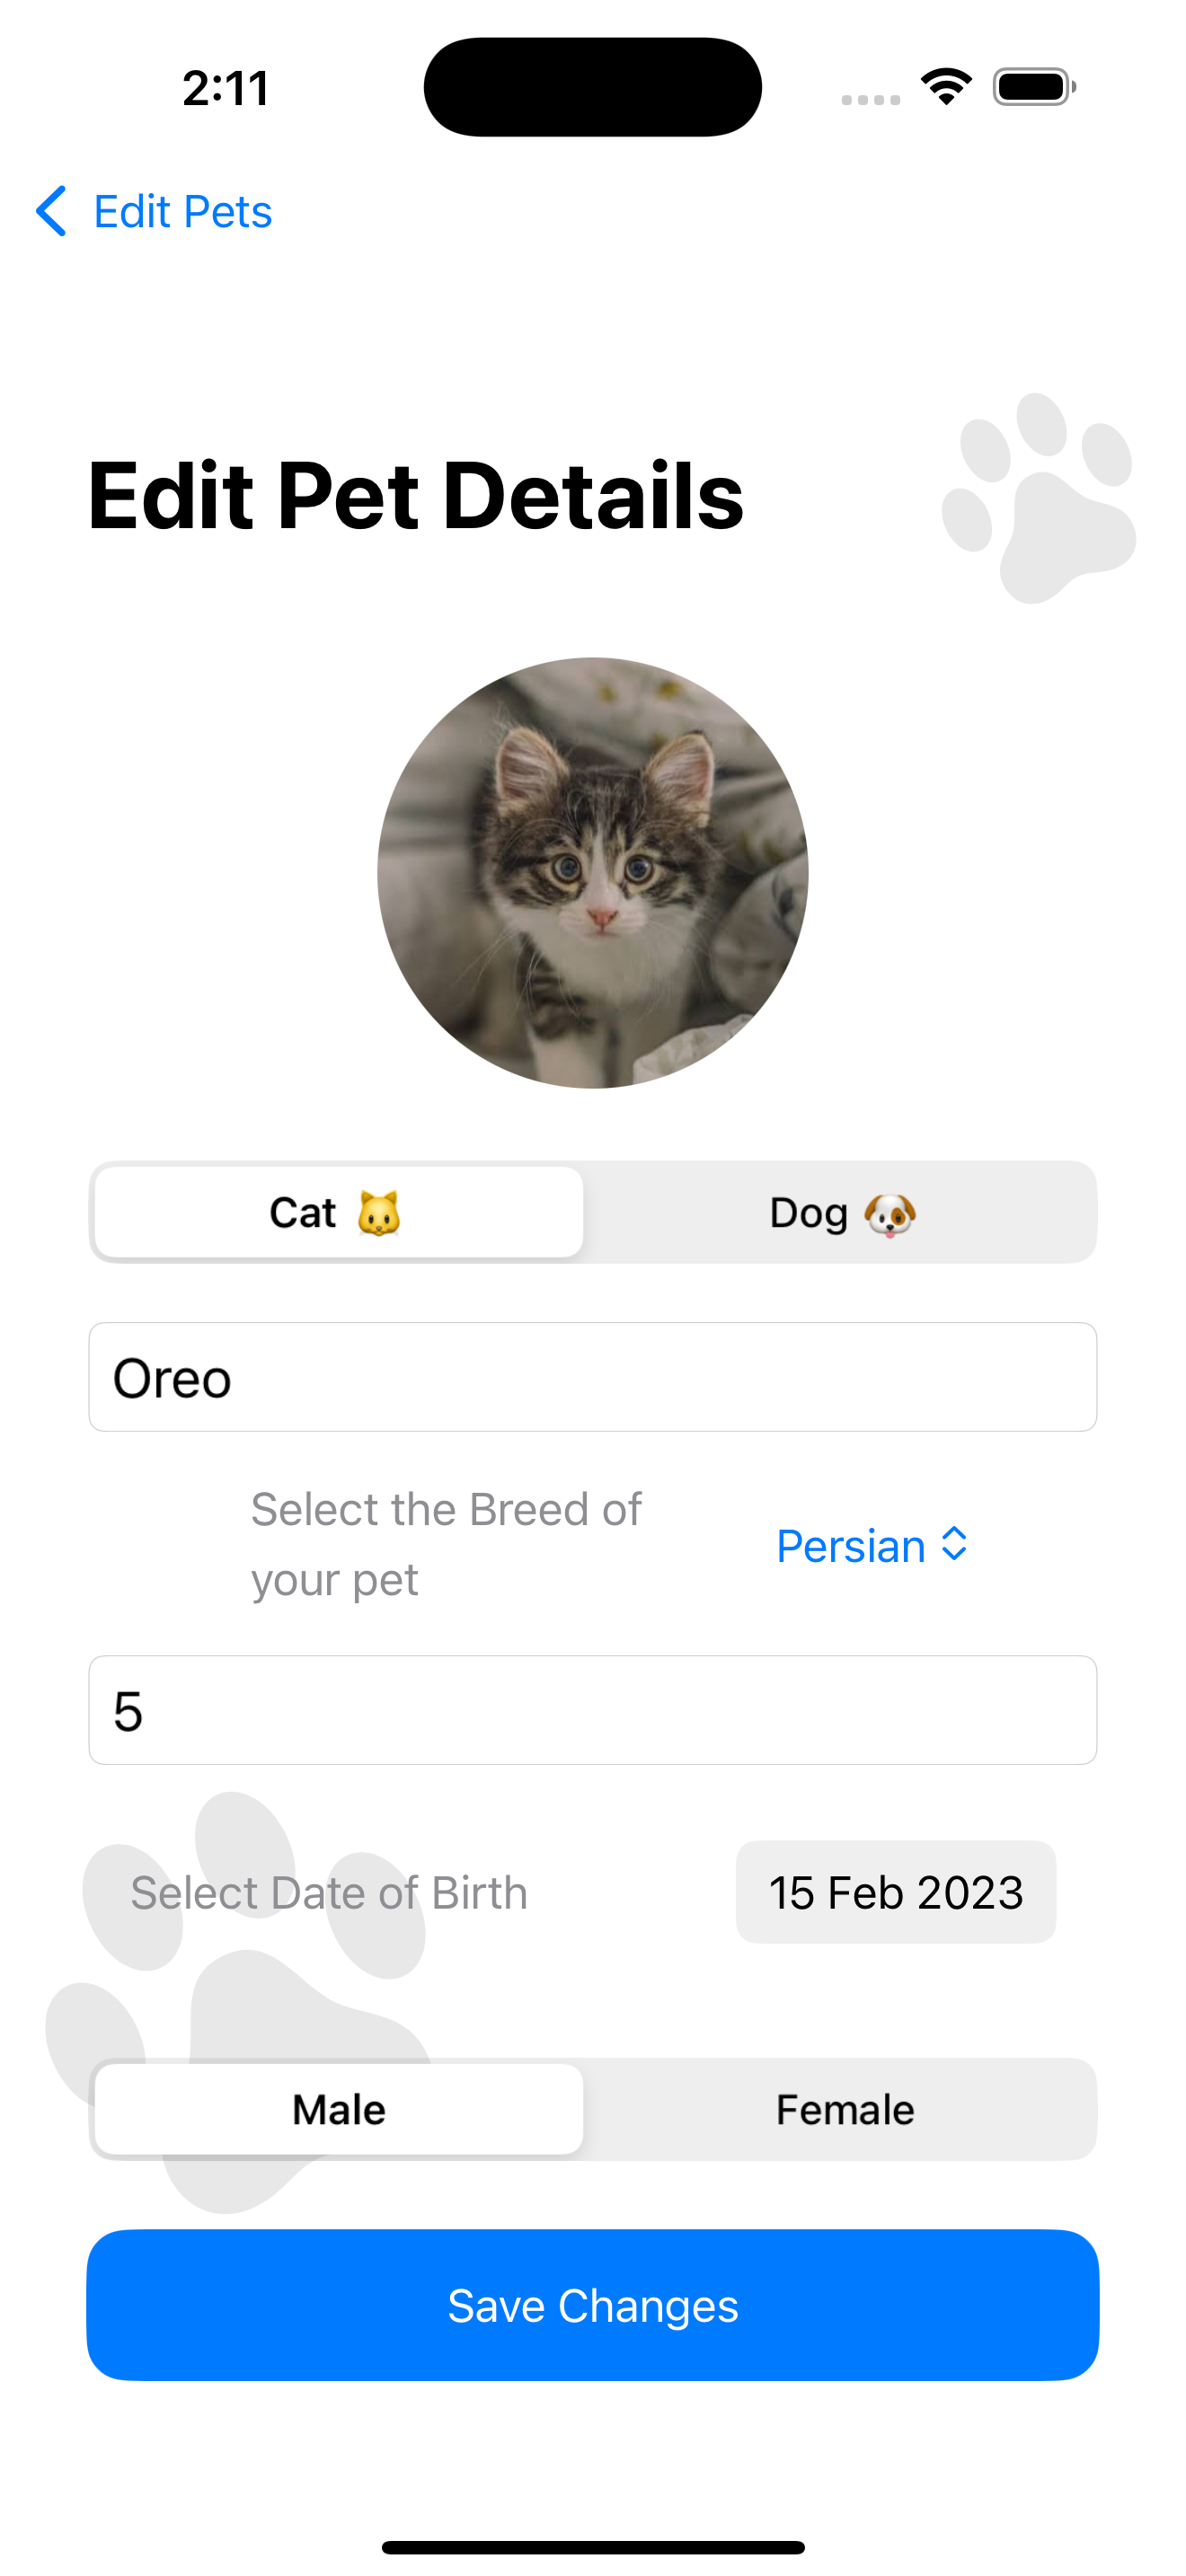 2:11
Edit Pets
Edit Pet Details
Cat 🐱
Dog 🐶
Oreo
Select the Breed of
your pet
Persian
5
Select Date of Birth
15 Feb 2023
Male
Female
Save Changes